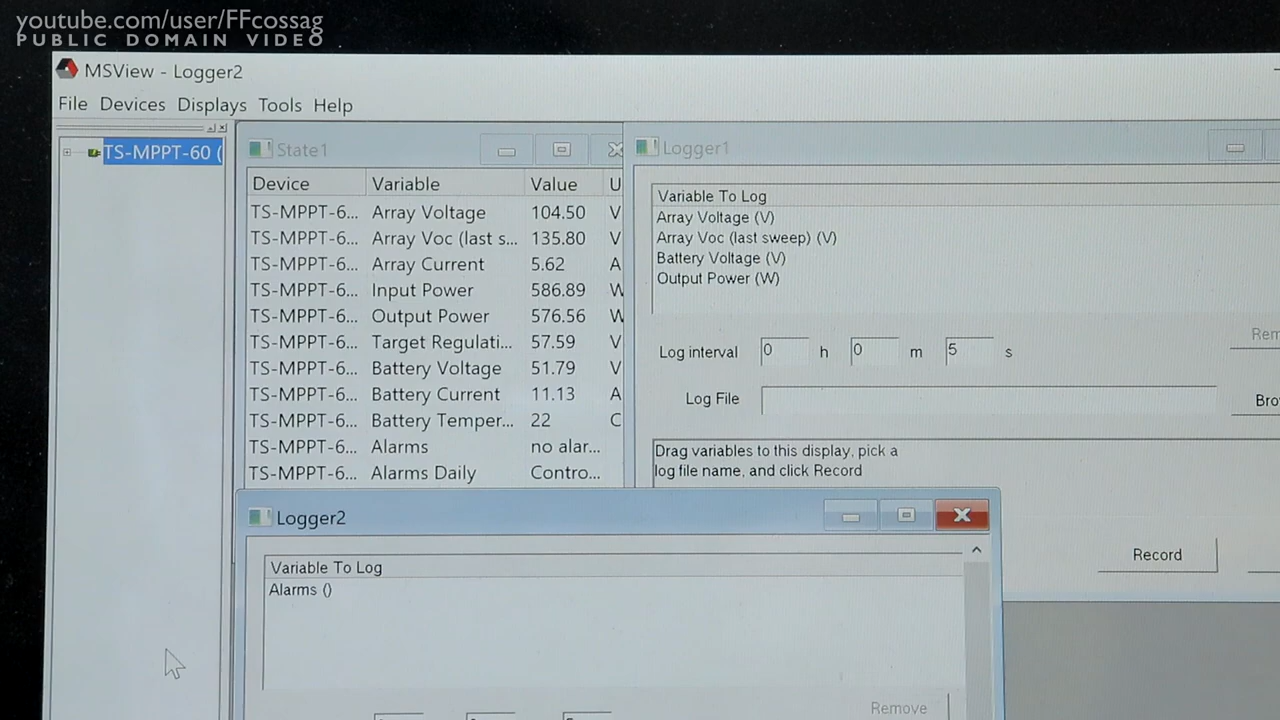 youtube.com/user/FFcossag
PUBLIC DOMAIN VIDEO
MSView - Logger2
File Devices Displays Tools Help
TS-MPPT-60 (
State1
Device Variable Value U
TS-MPPT-6... Array Voltage 104.50 V
TS-MPPT-6... Array Voc (last s... 135.80 V
TS-MPPT-6... Array Current 5.62 A
TS-MPPT-6... Input Power 586.89 W
TS-MPPT-6... Output Power 576.56 W
TS-MPPT-6... Target Regulati... 57.59 V
TS-MPPT-6... Battery Voltage 51.79 V
TS-MPPT-6... Battery Current 11.13 A
TS-MPPT-6... Battery Temper... 22 C
TS-MPPT-6... Alarms no alar...
TS-MPPT-6... Alarms Daily Contro...
Logger1
Variable To Log
Array Voltage (V)
Array Voc (last sweep) (V)
Battery Voltage (V)
Output Power (W)
Rem
Log interval 0 h 0 m 5 s
Log File Bro
Drag variables to this display, pick a
log file name, and click Record
Record
Logger2
Variable To Log
Alarms ()
Remove